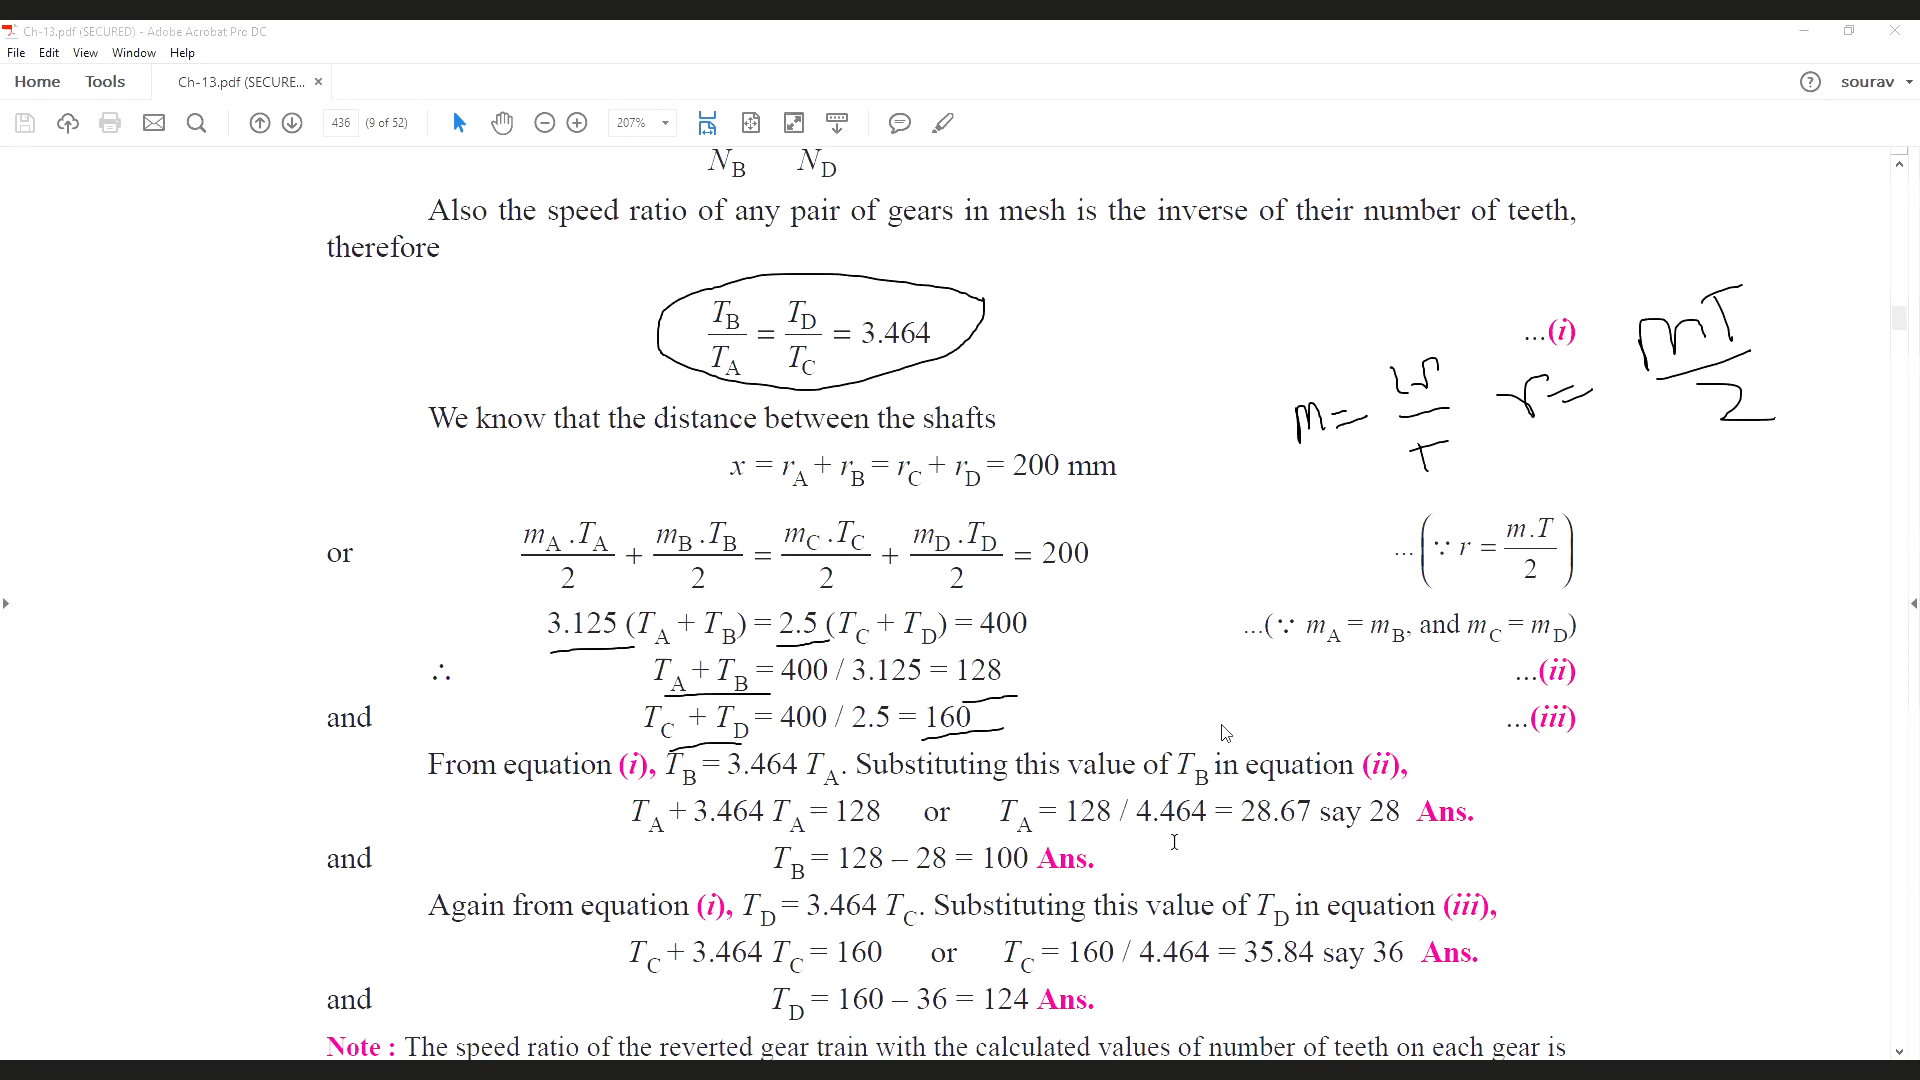 Ch-13.pdf (SECURED) - Adobe Acrobat Pro DC
File Edit View Window Help
Home Tools Ch-13.pdf (SECURE... × sourav
436 (9 of 52) 207%
N_B N_D
Also the speed ratio of any pair of gears in mesh is the inverse of their number of teeth,
therefore
T_B/T_A = T_D/T_C = 3.464 ...(i)
r = mT/2
We know that the distance between the shafts
x = r_A + r_B = r_C + r_D = 200 mm
or m_A.T_A/2 + m_B.T_B/2 = m_C.T_C/2 + m_D.T_D/2 = 200 ...(∵ r = m.T/2)
3.125 (T_A + T_B) = 2.5 (T_C + T_D) = 400 ...(∵ m_A = m_B, and m_C = m_D)
∴ T_A + T_B = 400 / 3.125 = 128 ...(ii)
and T_C + T_D = 400 / 2.5 = 160 ...(iii)
From equation (i), T_B = 3.464 T_A. Substituting this value of T_B in equation (ii),
T_A + 3.464 T_A = 128 or T_A = 128 / 4.464 = 28.67 say 28 Ans.
and T_B = 128 – 28 = 100 Ans.
Again from equation (i), T_D = 3.464 T_C. Substituting this value of T_D in equation (iii),
T_C + 3.464 T_C = 160 or T_C = 160 / 4.464 = 35.84 say 36 Ans.
and T_D = 160 – 36 = 124 Ans.
Note : The speed ratio of the reverted gear train with the calculated values of number of teeth on each gear is